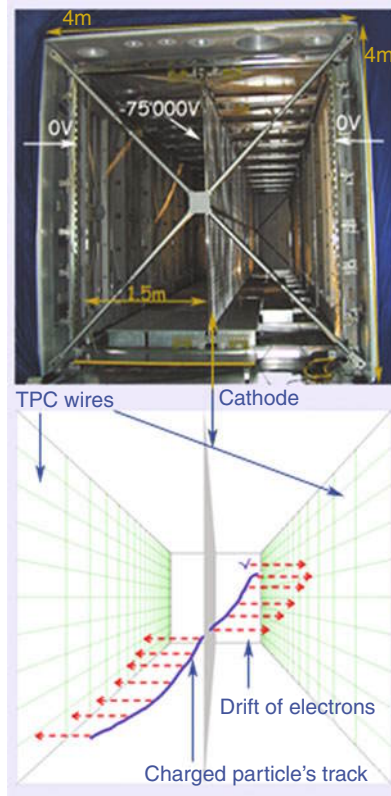 4m
4m
-75'000V
0V
0V
1.5m
TPC wires
Cathode
Drift of electrons
Charged particle's track